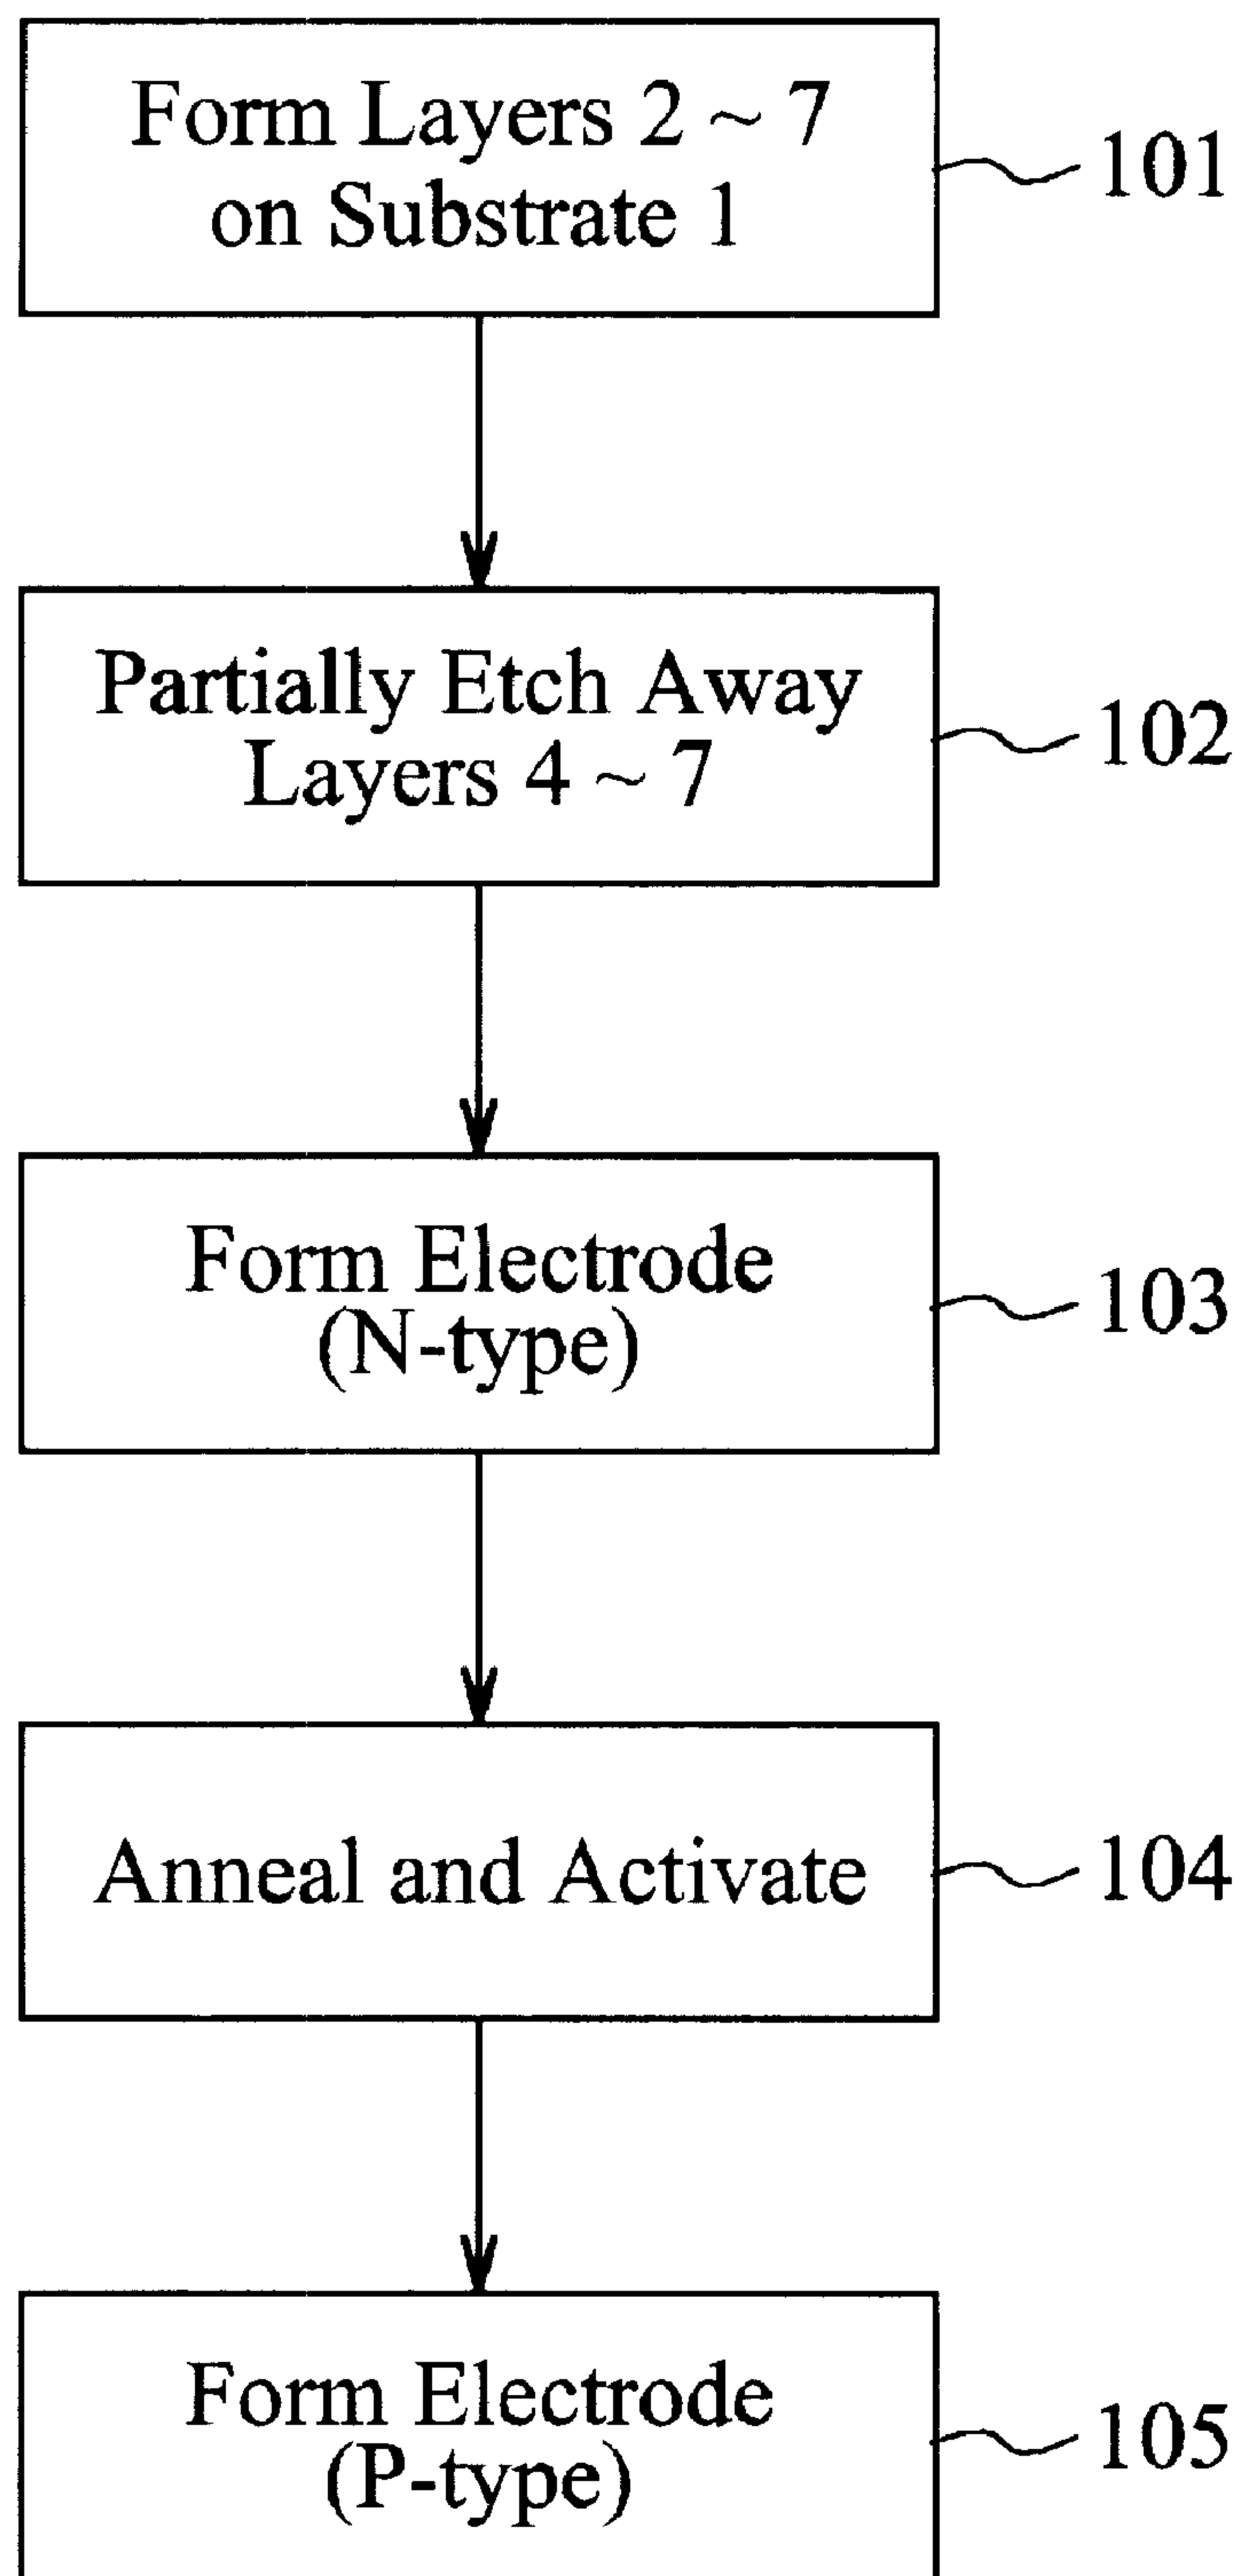 Form Layers 2 ~ 7
on Substrate 1
101
Partially Etch Away
Layers 4 ~ 7
102
Form Electrode
(N-type)
103
Anneal and Activate
104
Form Electrode
(P-type)
105